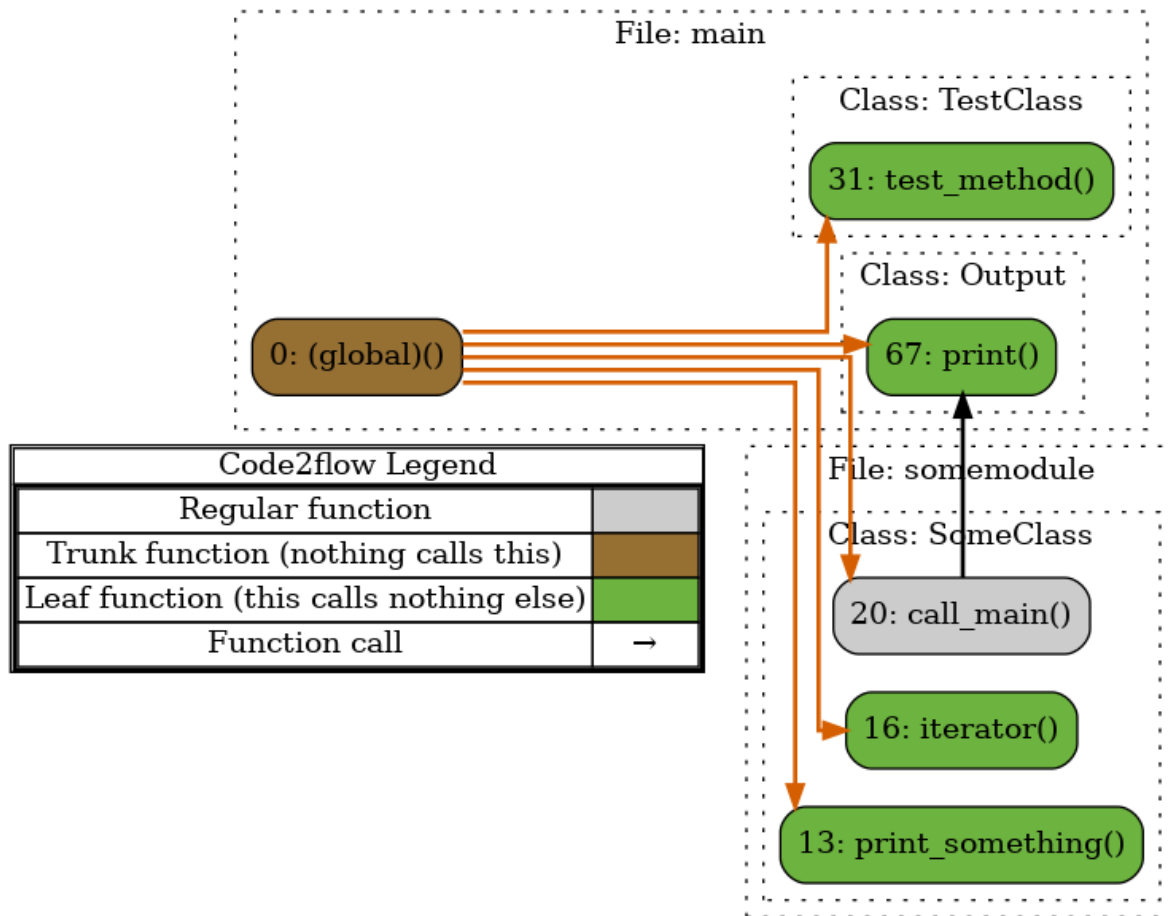 File: main
Class: TestClass
31: test_method()
Class: Output
0: (global)()
67: print()
Code2flow Legend
Regular function
Trunk function (nothing calls this)
Leaf function (this calls nothing else)
Function call →
File: somemodule
Class: SomeClass
20: call_main()
16: iterator()
13: print_something()